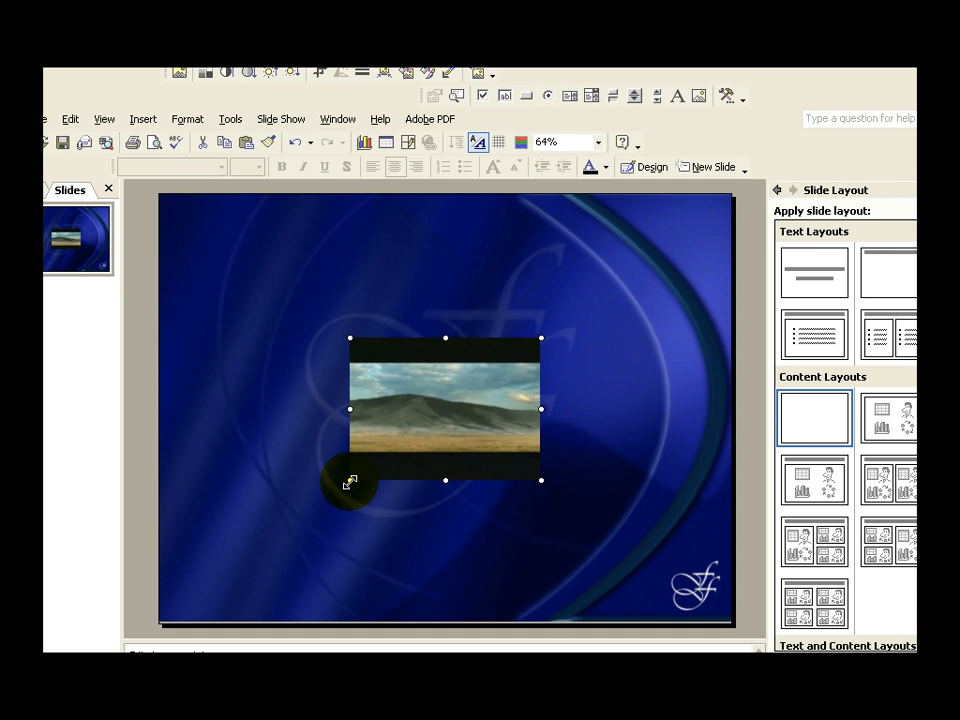 Edit View Insert Format Tools Slide Show Window Help Adobe PDF
Type a question for help
64%
B I U S
A
Design New Slide
Slides
Slide Layout
Apply slide layout:
Text Layouts
Content Layouts
Text and Content Layouts